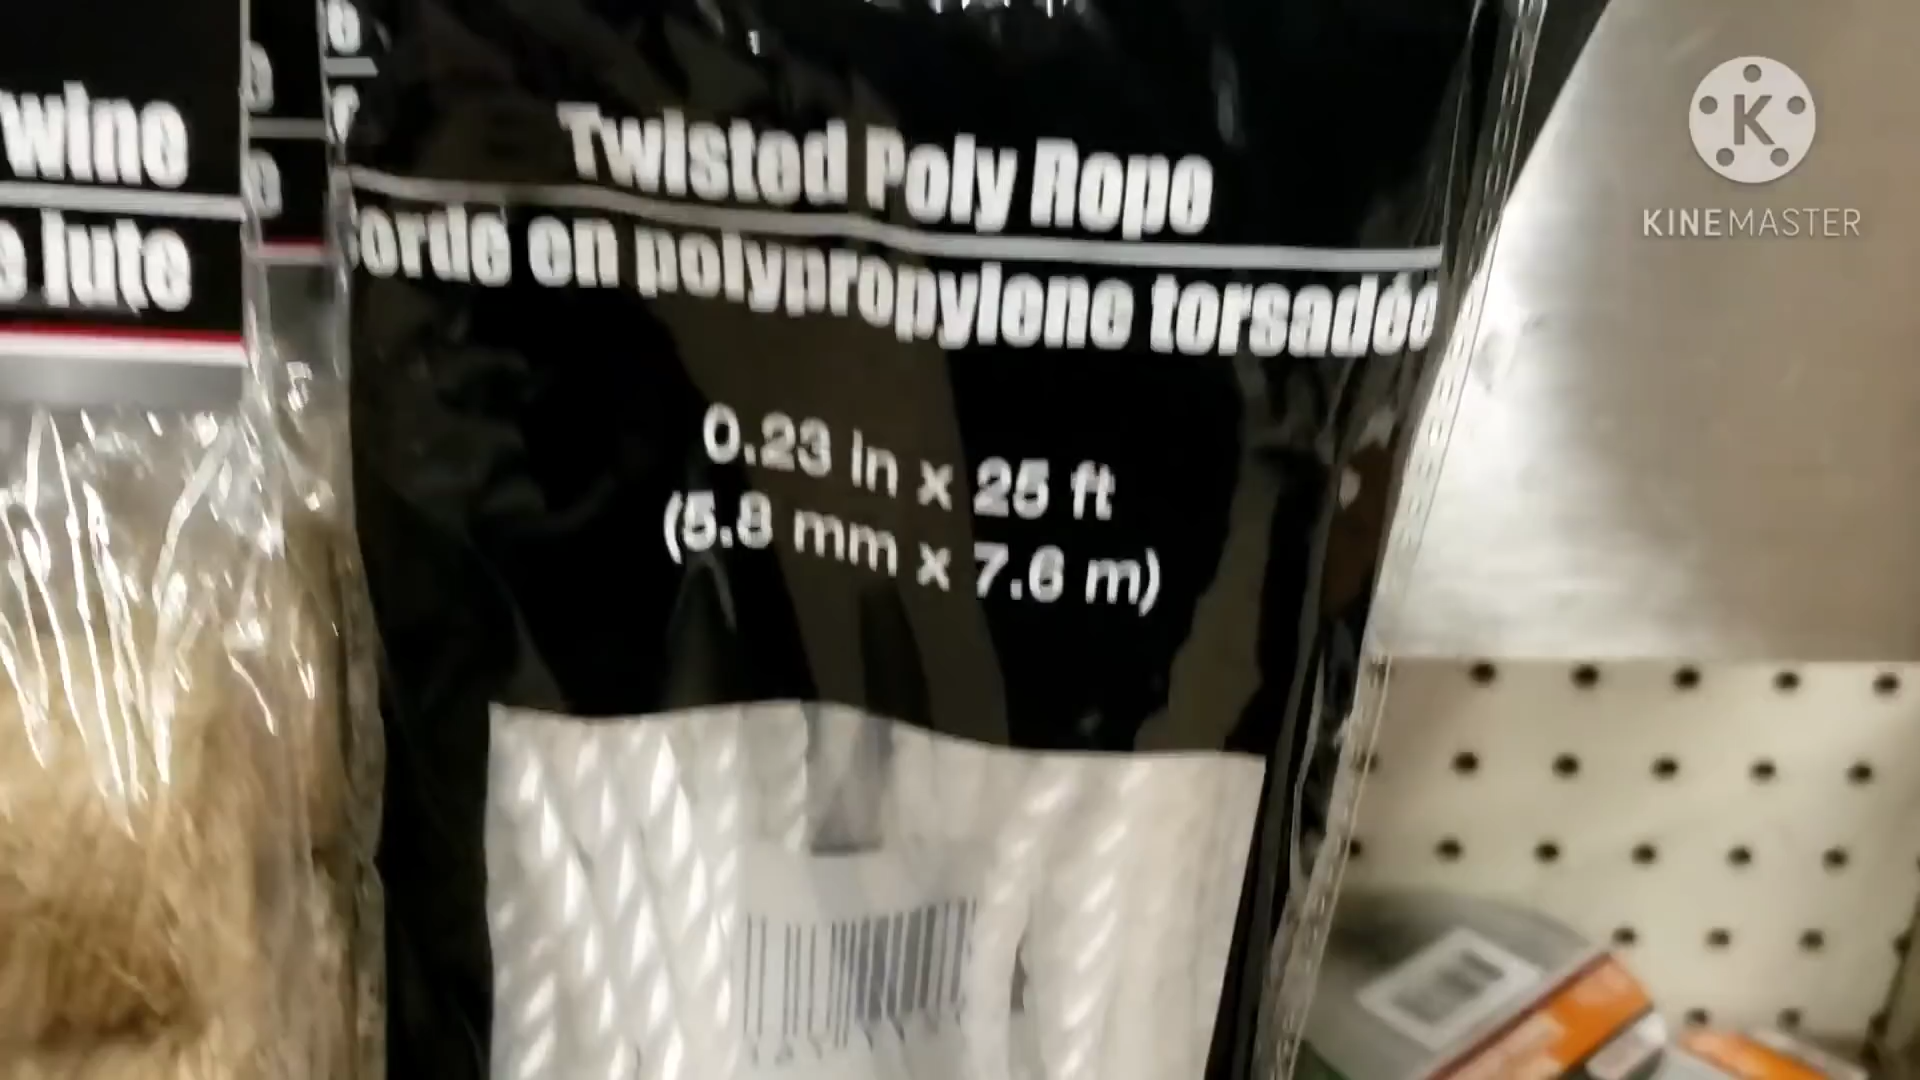 wine
e jute
Twisted Poly Rope
corde en polypropylene torsadée
0.23 in x 25 ft
(5.8 mm x 7.6 m)
K
KINEMASTER